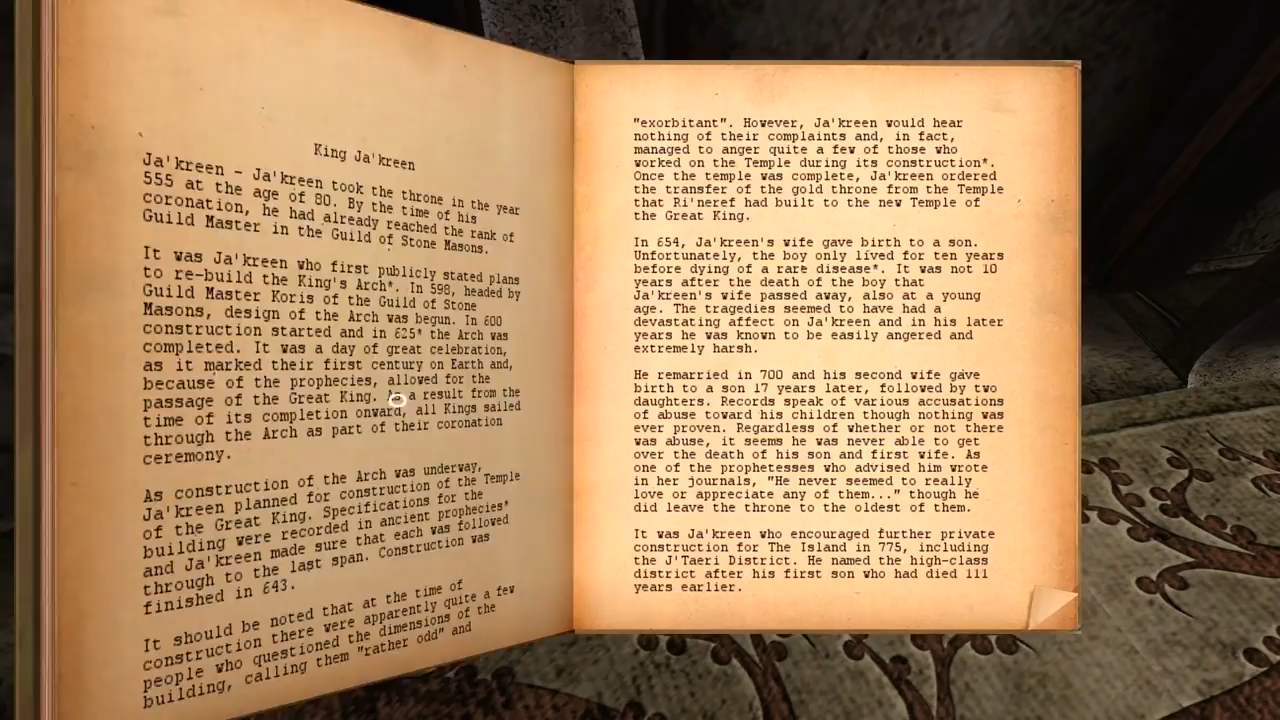 King Ja'kreen
Ja'kreen – Ja'kreen took the throne in the year
555 at the age of 80. By the time of his
coronation, he had already reached the rank of
Guild Master in the Guild of Stone Masons.
It was Ja'kreen who first publicly stated plans
to re-build the King's Arch*. In 598, headed by
Guild Master Koris of the Guild of Stone
Masons, design of the Arch was begun. In 600
construction started and in 625* the Arch was
completed. It was a day of great celebration,
as it marked their first century on Earth and,
because of the prophecies, allowed for the
passage of the Great King. a result from the
time of its completion onward, all Kings sailed
through the Arch as part of their coronation
ceremony.
As construction of the Arch was underway,
Ja'kreen planned for construction of the Temple
of the Great King. Specifications for the
building were recorded in ancient prophecies*
and Ja'kreen made sure that each was followed
through to the last span. Construction was
finished in 643.
It should be noted that at the time of
construction there were apparently quite a few
people who questioned the dimensions of the
building, calling them "rather odd" and
"exorbitant". However, Ja'kreen would hear
nothing of their complaints and, in fact,
managed to anger quite a few of those who
worked on the Temple during its construction*.
Once the temple was complete, Ja'kreen ordered
the transfer of the gold throne from the Temple
that Ri'neref had built to the new Temple of
the Great King.
In 654, Ja'kreen's wife gave birth to a son.
Unfortunately, the boy only lived for ten years
before dying of a rare disease*. It was not 10
years after the death of the boy that
Ja'kreen's wife passed away, also at a young
age. The tragedies seemed to have had a
devastating affect on Ja'kreen and in his later
years he was known to be easily angered and
extremely harsh.
He remarried in 700 and his second wife gave
birth to a son 17 years later, followed by two
daughters. Records speak of various accusations
of abuse toward his children though nothing was
ever proven. Regardless of whether or not there
was abuse, it seems he was never able to get
over the death of his son and first wife. As
one of the prophetesses who advised him wrote
in her journals, "He never seemed to really
love or appreciate any of them..." though he
did leave the throne to the oldest of them.
It was Ja'kreen who encouraged further private
construction for The Island in 775, including
the J'Taeri District. He named the high-class
district after his first son who had died 111
years earlier.